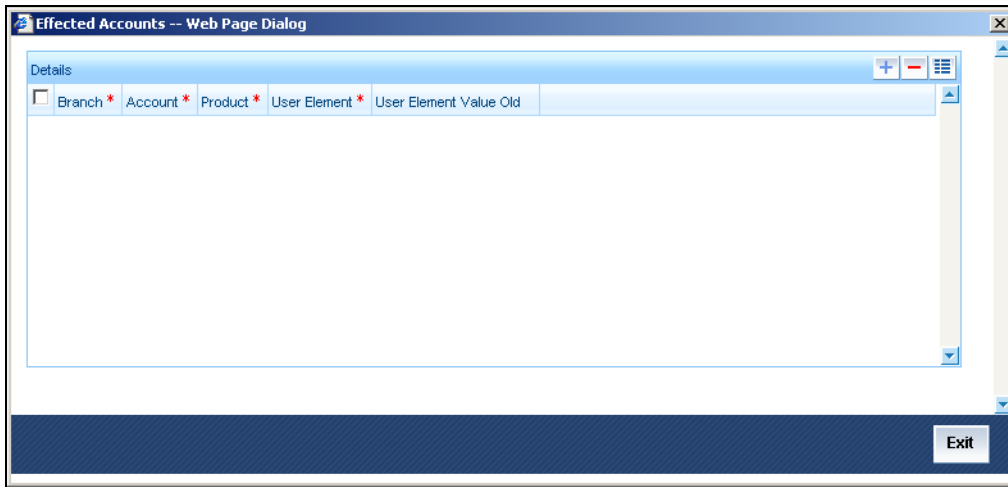 Effected Accounts -- Web Page Dialog
Details
Branch * Account * Product * User Element * User Element Value Old
Exit